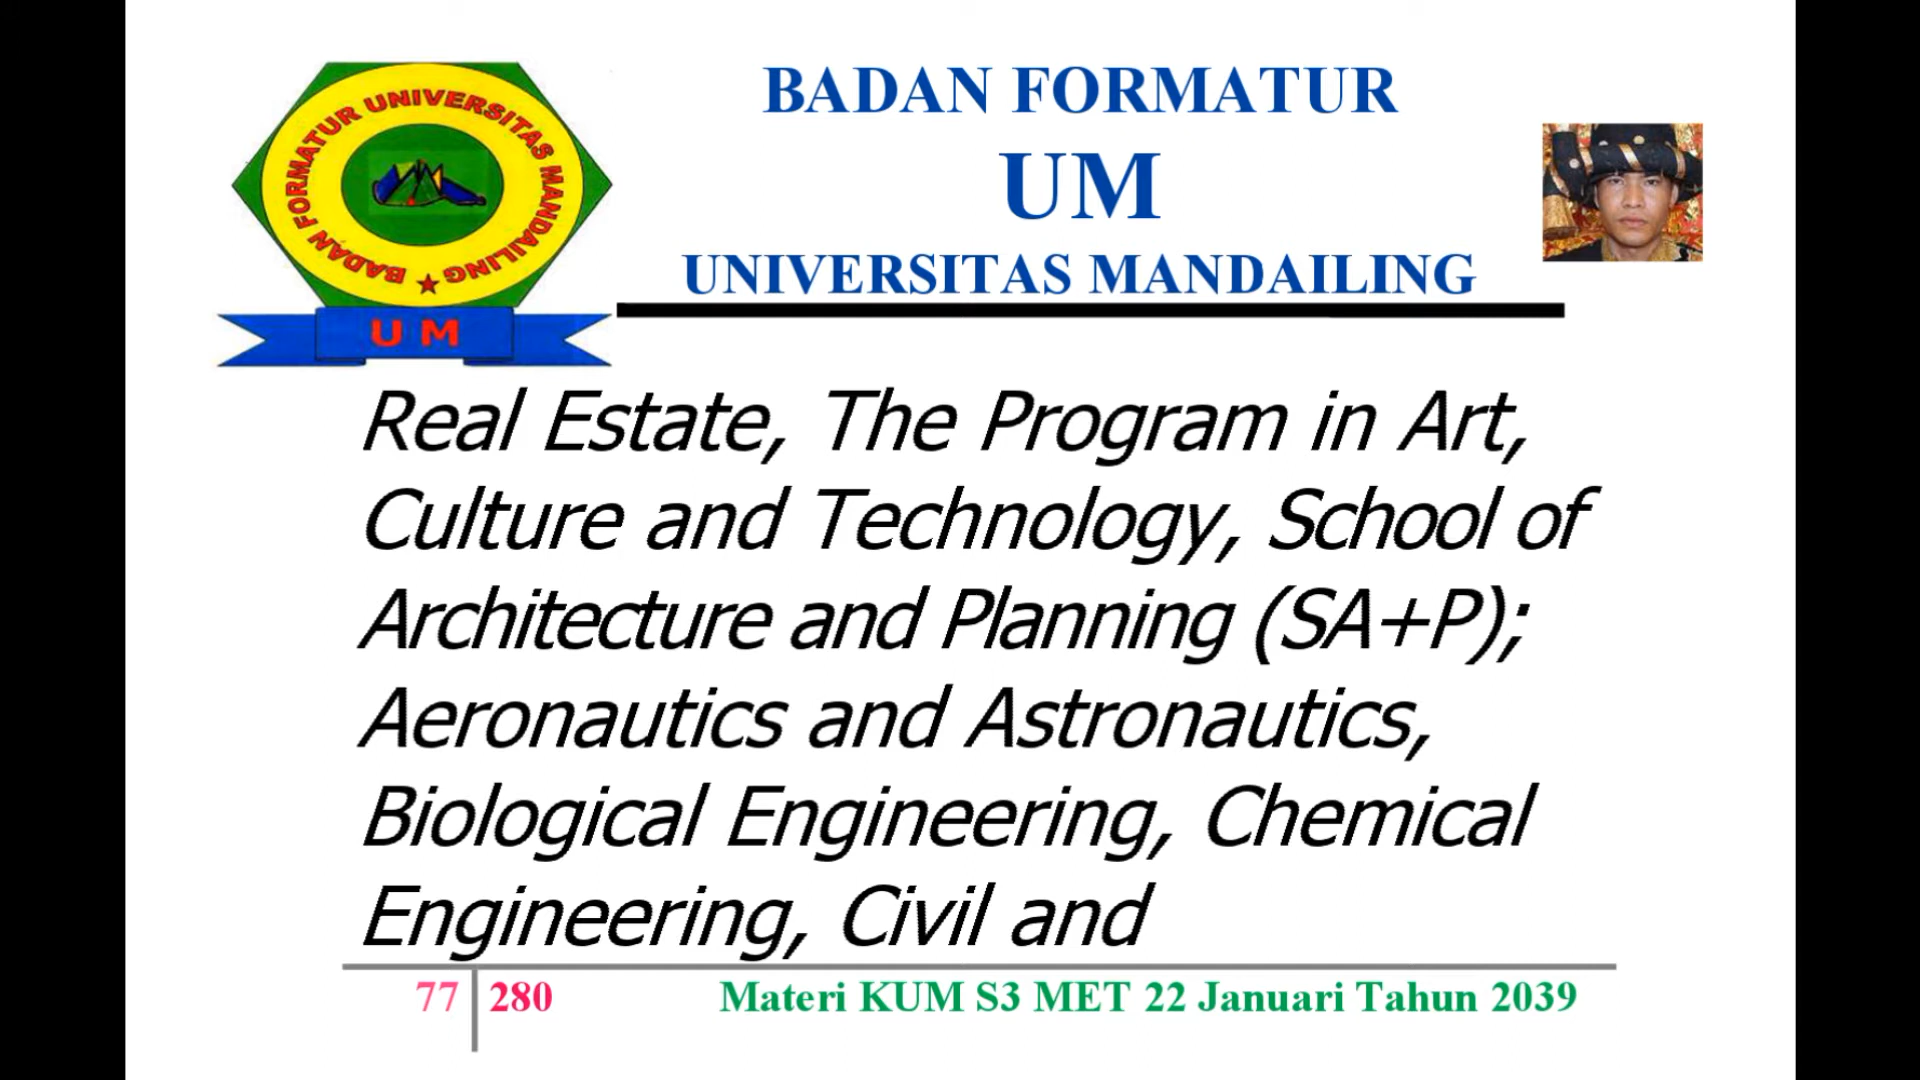 BADAN FORMATUR UNIVERSITAS MANDAILING
U M
BADAN FORMATUR
UM
UNIVERSITAS MANDAILING
Real Estate, The Program in Art,
Culture and Technology, School of
Architecture and Planning (SA+P);
Aeronautics and Astronautics,
Biological Engineering, Chemical
Engineering, Civil and
77 280 Materi KUM S3 MET 22 Januari Tahun 2039